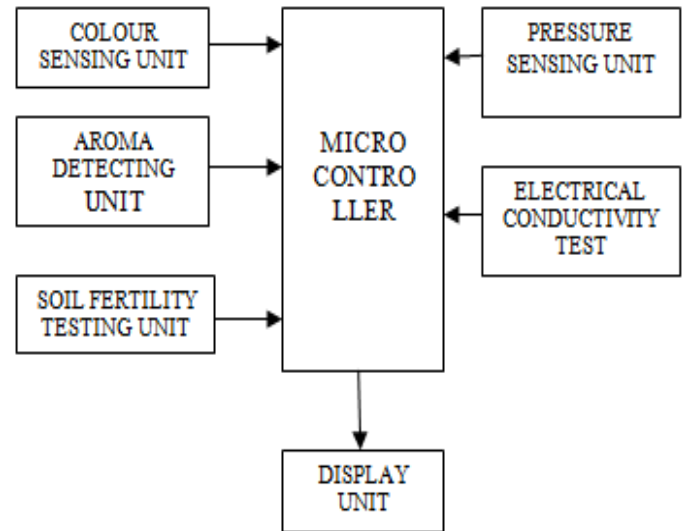 COLOUR
SENSING UNIT
AROMA
DETECTING
UNIT
SOIL FERTILITY
TESTING UNIT
MICRO
CONTRO
LLER
PRESSURE
SENSING UNIT
ELECTRICAL
CONDUCTIVITY
TEST
DISPLAY
UNIT